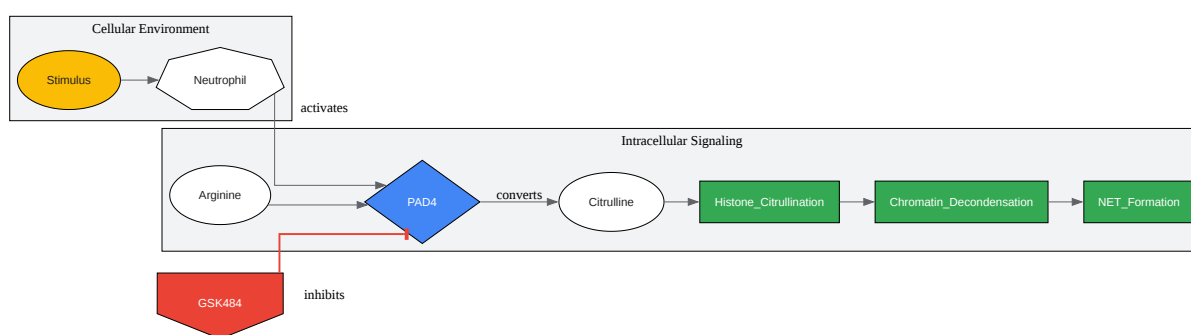 Cellular Environment
Stimulus
Neutrophil
activates
Intracellular Signaling
Arginine
PAD4
converts
Citrulline
Histone_Citrullination
Chromatin_Decondensation
NET_Formation
GSK484
inhibits